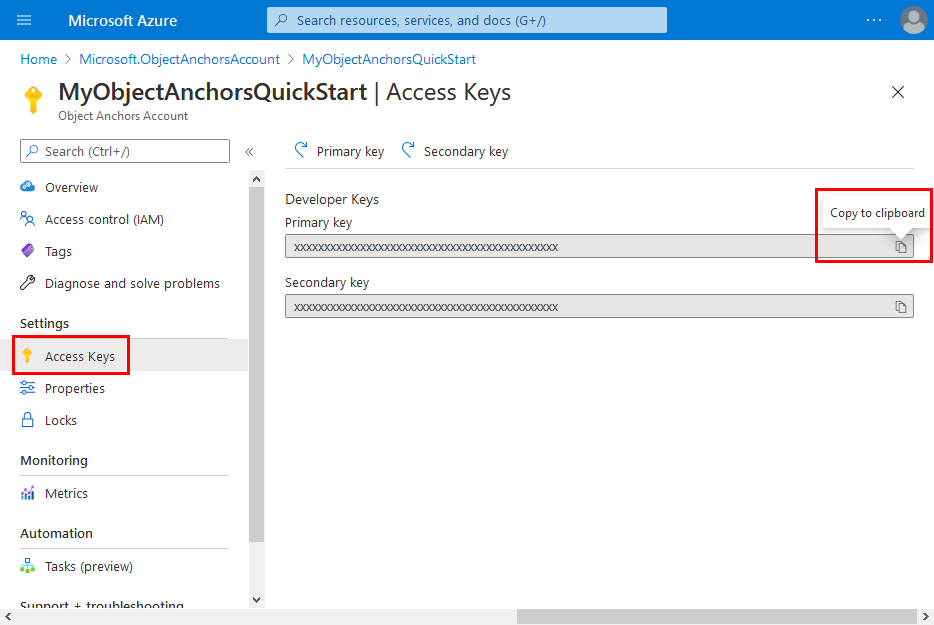 Microsoft Azure
Search resources, services, and docs (G+/)
...
Home > Microsoft.ObjectAnchorsAccount > MyObjectAnchorsQuickStart
MyObjectAnchorsQuickStart | Access Keys
Object Anchors Account
Search (Ctrl+/)
«
Overview
Access control (IAM)
Tags
Diagnose and solve problems
Settings
Access Keys
Properties
Locks
Monitoring
Metrics
Automation
Tasks (preview)
Support + troubleshooting
Primary key
Secondary key
Developer Keys
Primary key
Copy to clipboard
xxxxxxxxxxxxxxxxxxxxxxxxxxxxxxxxxxxxxxxxxxxx
Secondary key
xxxxxxxxxxxxxxxxxxxxxxxxxxxxxxxxxxxxxxxxxxxx